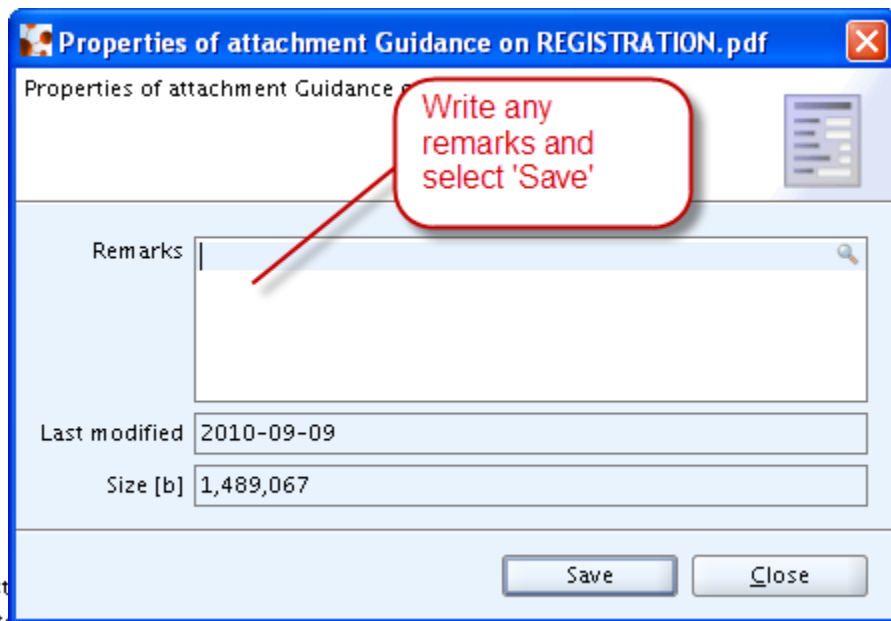 Properties of attachment Guidance on REGISTRATION.pdf
Properties of attachment Guidance
Write any
remarks and
select 'Save'
Remarks
Last modified 2010-09-09
Size [b] 1,489,067
Save Close